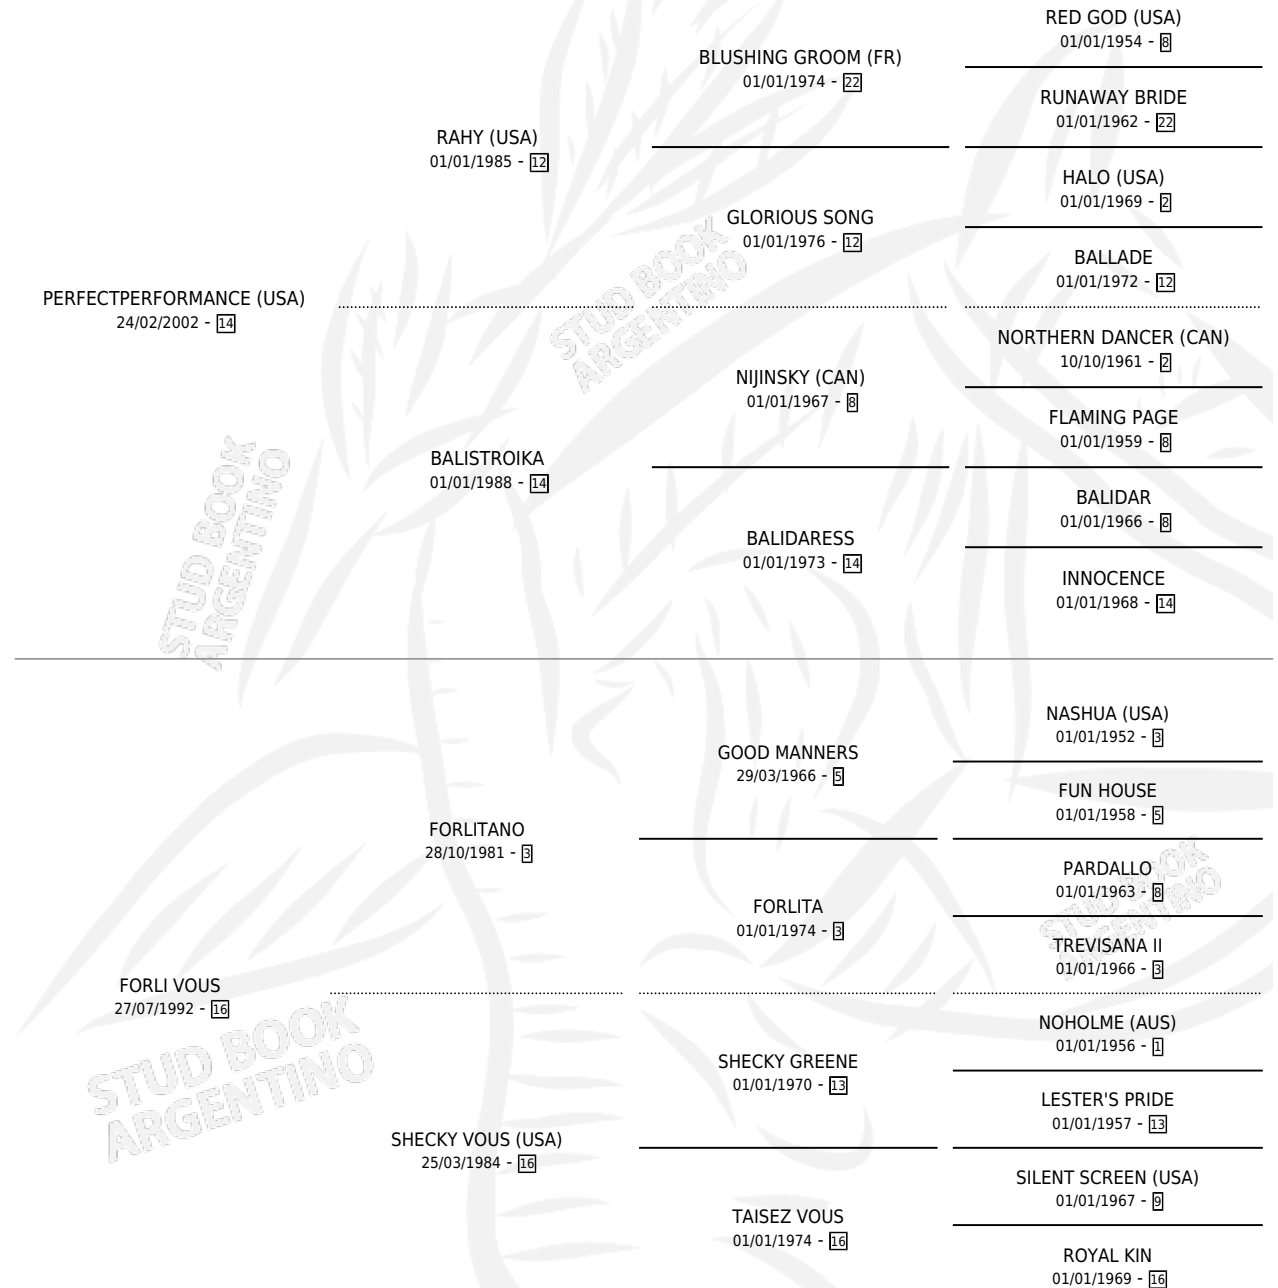 RED GOD (USA)
01/01/1954 - 8
BLUSHING GROOM (FR)
01/01/1974 - 22
RUNAWAY BRIDE
01/01/1962 - 22
RAHY (USA)
01/01/1985 - 12
HALO (USA)
01/01/1969 - 2
GLORIOUS SONG
01/01/1976 - 12
BALLADE
01/01/1972 - 12
PERFECTPERFORMANCE (USA)
24/02/2002 - 14
NORTHERN DANCER (CAN)
10/10/1961 - 2
NIJINSKY (CAN)
01/01/1967 - 8
FLAMING PAGE
01/01/1959 - 8
BALISTROIKA
01/01/1988 - 14
BALIDAR
01/01/1966 - 8
BALIDARESS
01/01/1973 - 14
INNOCENCE
01/01/1968 - 14
NASHUA (USA)
01/01/1952 - 3
GOOD MANNERS
29/03/1966 - 5
FUN HOUSE
01/01/1958 - 5
FORLITANO
28/10/1981 - 3
PARDALLO
01/01/1963 - 8
FORLITA
01/01/1974 - 3
TREVISANA II
01/01/1966 - 3
FORLI VOUS
27/07/1992 - 16
NOHOLME (AUS)
01/01/1956 - 1
SHECKY GREENE
01/01/1970 - 13
LESTER'S PRIDE
01/01/1957 - 13
SHECKY VOUS (USA)
25/03/1984 - 16
SILENT SCREEN (USA)
01/01/1967 - 9
TAISEZ VOUS
01/01/1974 - 16
ROYAL KIN
01/01/1969 - 16
STUD BOOK
ARGENTINO
STUD BOOK
ARGENTINO
STUD BOOK
ARGENTINO
STUD BOOK
ARGENTINO